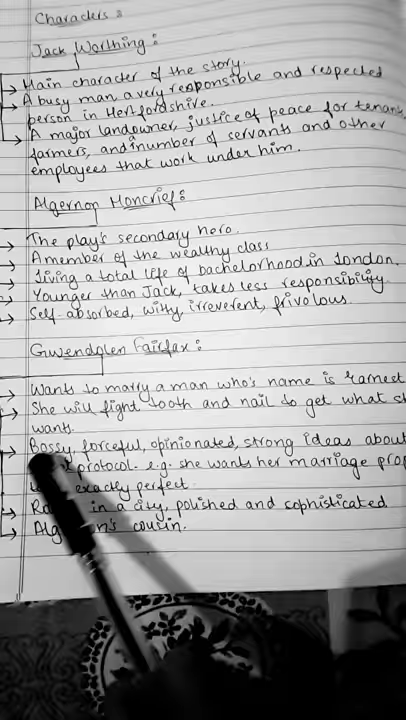 Characters :
Jack Worthing :
Main character of the story.
A busy man, a very responsible and respected
person in Hertfordshire.
A major landowner, justice of peace for tenants,
farmers, and a number of servants and other
employees that work under him.
Algernon Moncrief :
The play's secondary hero.
A member of the wealthy class
Living a total life of bachelorhood in London.
Younger than Jack, takes less responsibility.
Self-absorbed, witty, irreverent, frivolous.
Gwendolen Fairfax :
Wants to marry a man who's name is Earnest
She will fight tooth and nail to get what
wants.
Bossy, forceful, opinionated, strong ideas about
protocol. e.g. she wants her marriage
exactly perfect.
in a city, polished and sophisticated
cousin.